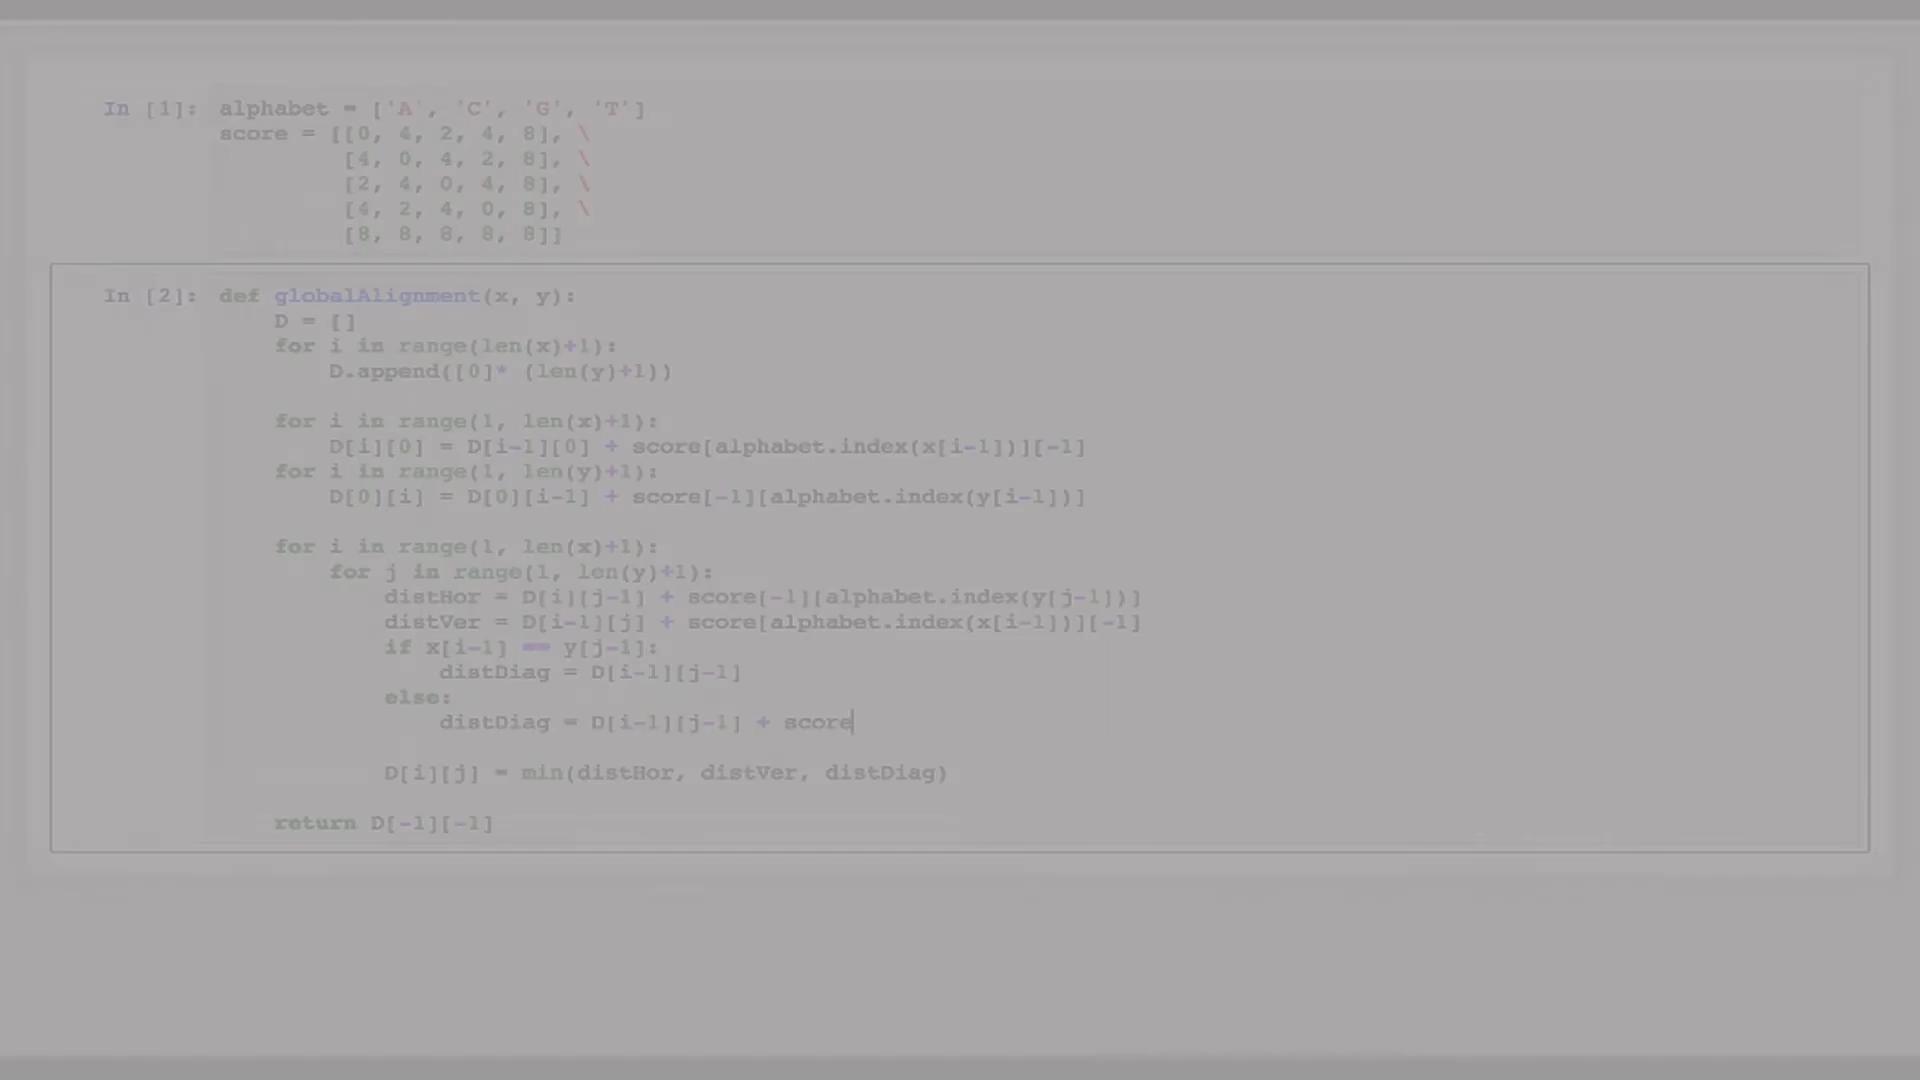 In [1]: alphabet = ['A', 'C', 'G', 'T']
score = [[0, 4, 2, 4, 8], \
[4, 0, 4, 2, 8], \
[2, 4, 0, 4, 8], \
[4, 2, 4, 0, 8], \
[8, 8, 8, 8, 8]]
In [2]: def globalAlignment(x, y):
D = []
for i in range(len(x)+1):
D.append([0]* (len(y)+1))
for i in range(1, len(x)+1):
D[i][0] = D[i-1][0] + score[alphabet.index(x[i-1])][-1]
for i in range(1, len(y)+1):
D[0][i] = D[0][i-1] + score[-1][alphabet.index(y[i-1])]
for i in range(1, len(x)+1):
for j in range(1, len(y)+1):
distHor = D[i][j-1] + score[-1][alphabet.index(y[j-1])]
distVer = D[i-1][j] + score[alphabet.index(x[i-1])][-1]
if x[i-1] == y[j-1]:
distDiag = D[i-1][j-1]
else:
distDiag = D[i-1][j-1] + score
D[i][j] = min(distHor, distVer, distDiag)
return D[-1][-1]